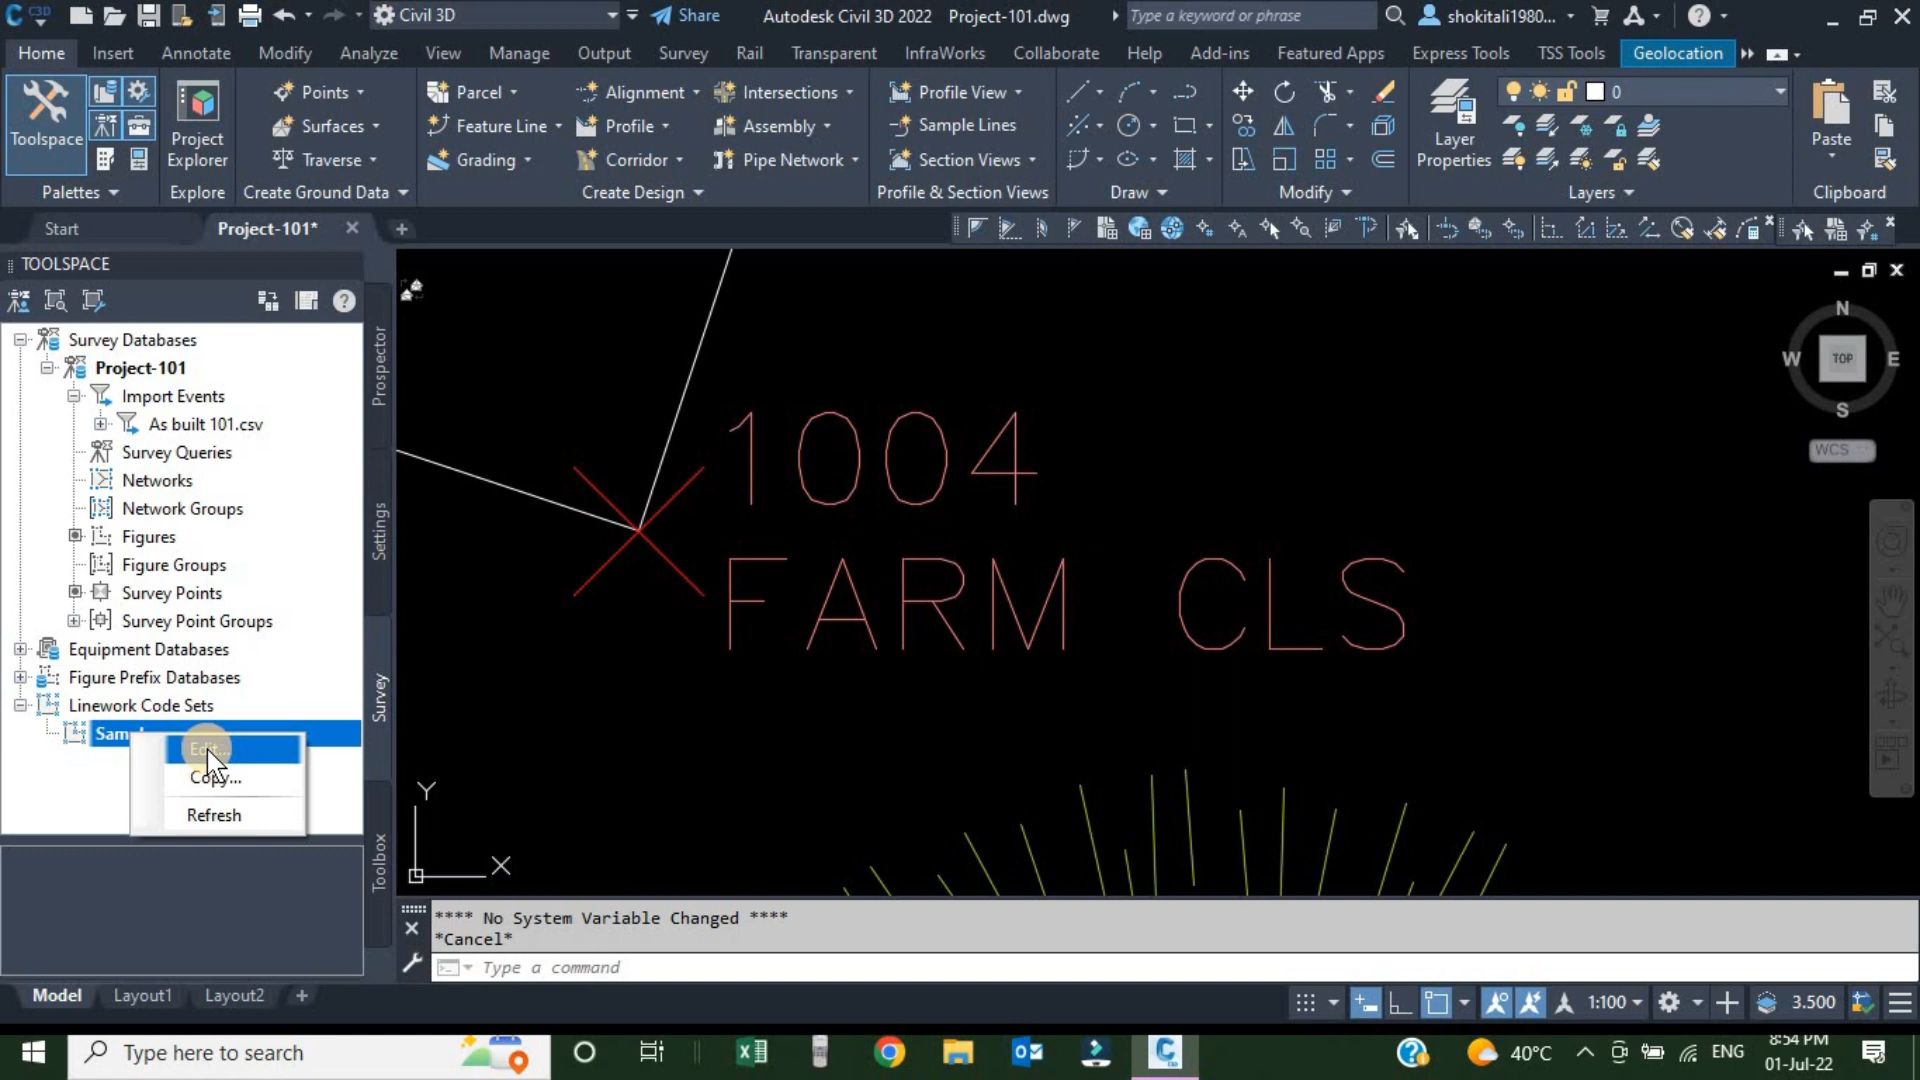 C3D
Civil 3D
Share
Autodesk Civil 3D 2022 Project-101.dwg
Type a keyword or phrase
shokitali1980...
Home Insert Annotate Modify Analyze View Manage Output Survey Rail Transparent InfraWorks Collaborate Help Add-ins Featured Apps Express Tools TSS Tools Geolocation
Points Parcel Alignment Intersections Profile View 0
Toolspace Project Explorer Surfaces Feature Line Profile Assembly Sample Lines Layer Properties Paste
Traverse Grading Corridor Pipe Network Section Views
Palettes Explore Create Ground Data Create Design Profile & Section Views Draw Modify Layers Clipboard
Start Project-101*
TOOLSPACE
Survey Databases
Project-101
Import Events
As built 101.csv
Survey Queries
Networks
Network Groups
Figures
Figure Groups
Survey Points
Survey Point Groups
Equipment Databases
Figure Prefix Databases
Linework Code Sets
Edit...
Copy...
Refresh
Prospector
Settings
Survey
Toolbox
1004
FARM CLS
N
W TOP E
S
WCS
Y
X
**** No System Variable Changed ****
*Cancel*
Type a command
Model Layout1 Layout2 +
1:100 3.500
Type here to search
40°C ENG
8:54 PM
01-Jul-22